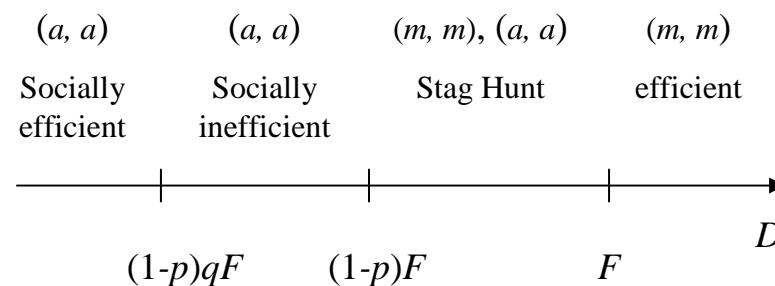 (a, a) (a, a) (m, m), (a, a) (m, m)
Socially Socially Stag Hunt efficient
efficient inefficient
D
(1-p)qF (1-p)F F